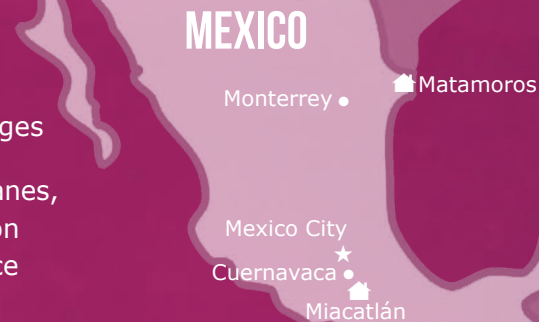 MEXICO
Matamoros
Monterrey
Mexico City
Cuernavaca
Miacatlán